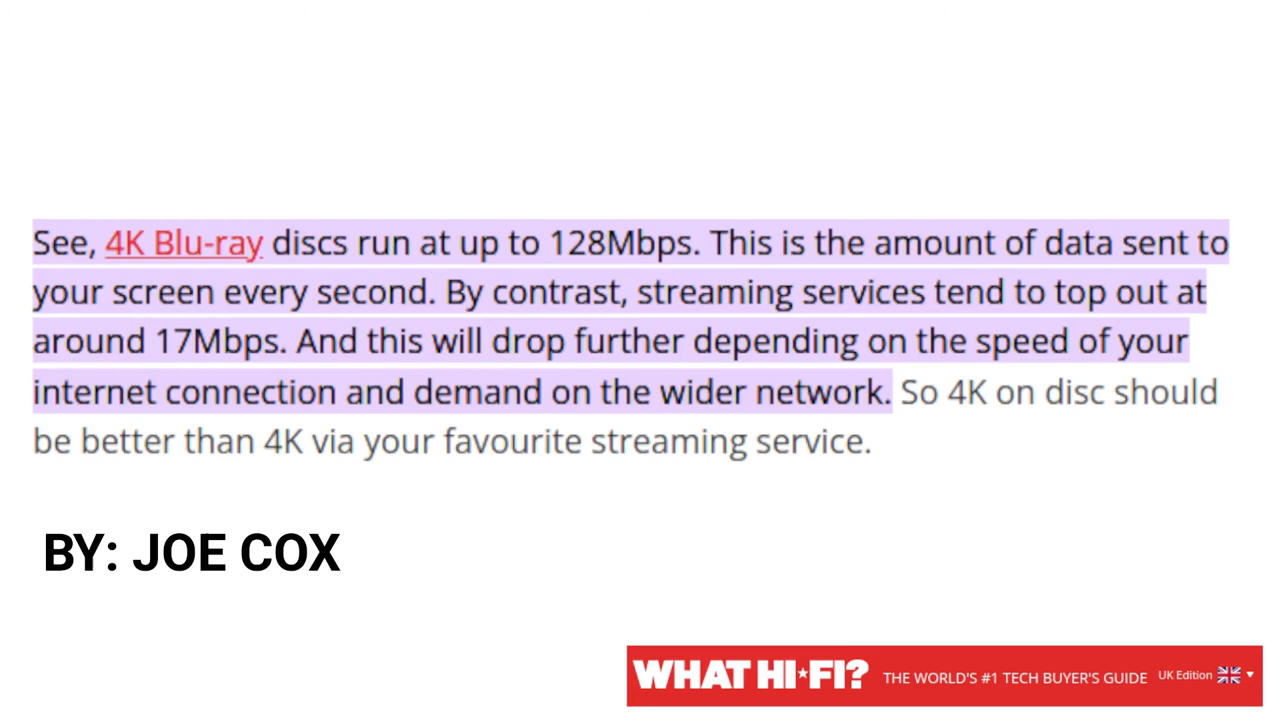 See, 4K Blu-ray discs run at up to 128Mbps. This is the amount of data sent to
your screen every second. By contrast, streaming services tend to top out at
around 17Mbps. And this will drop further depending on the speed of your
internet connection and demand on the wider network. So 4K on disc should
be better than 4K via your favourite streaming service.
BY: JOE COX
WHAT HI★FI? THE WORLD'S #1 TECH BUYER'S GUIDE UK Edition